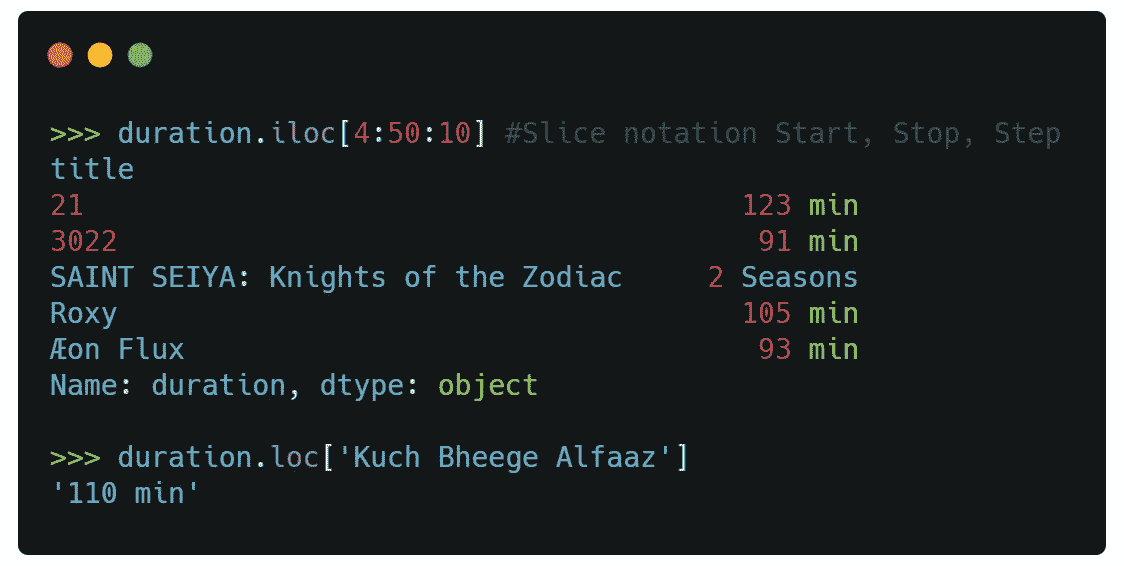 >>> duration.iloc[4:50:10] #Slice notation Start, Stop, Step
title
21                                       123 min
3022                                      91 min
SAINT SEIYA: Knights of the Zodiac     2 Seasons
Roxy                                     105 min
Æon Flux                                  93 min
Name: duration, dtype: object
>>> duration.loc['Kuch Bheege Alfaaz']
'110 min'